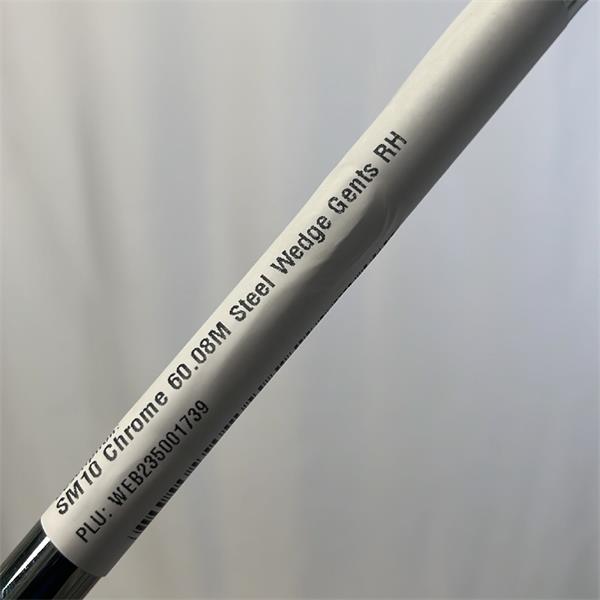 SM10 Chrome 60.08M Steel Wedge Gents RH
PLU: WEB235001739